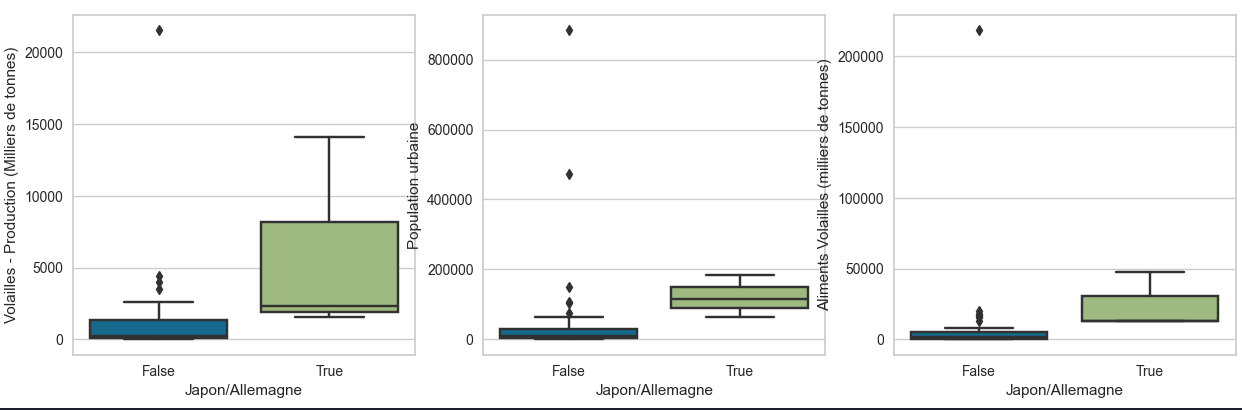 Volailles - Production (Milliers de tonnes)
20000
15000
10000
5000
0
False
True
Japon/Allemagne
Population urbaine
800000
600000
400000
200000
0
False
True
Japon/Allemagne
Aliments Volailles (milliers de tonnes)
200000
150000
100000
50000
0
False
True
Japon/Allemagne